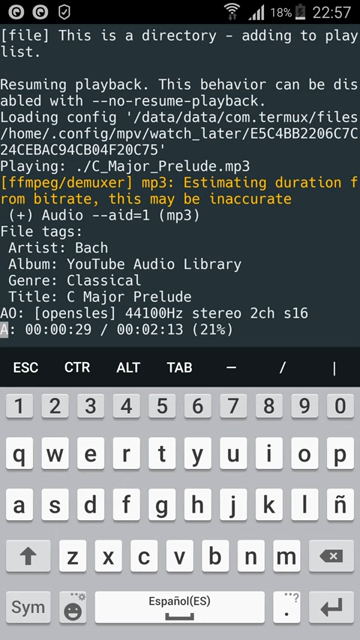 18% 22:57
[file] This is a directory - adding to play
list.
Resuming playback. This behavior can be dis
abled with --no-resume-playback.
Loading config '/data/data/com.termux/files
/home/.config/mpv/watch_later/E5C4BB2206C7C
24CEBAC94CB04F20C75'
Playing: ./C_Major_Prelude.mp3
[ffmpeg/demuxer] mp3: Estimating duration f
rom bitrate, this may be inaccurate
(+) Audio --aid=1 (mp3)
File tags:
Artist: Bach
Album: YouTube Audio Library
Genre: Classical
Title: C Major Prelude
AO: [opensles] 44100Hz stereo 2ch s16
A: 00:00:29 / 00:02:13 (21%)
ESC CTR ALT TAB — / |
1 2 3 4 5 6 7 8 9 0
q w e r t y u i o p
a s d f g h j k l ñ
z x c v b n m
Sym Español(ES) . ?